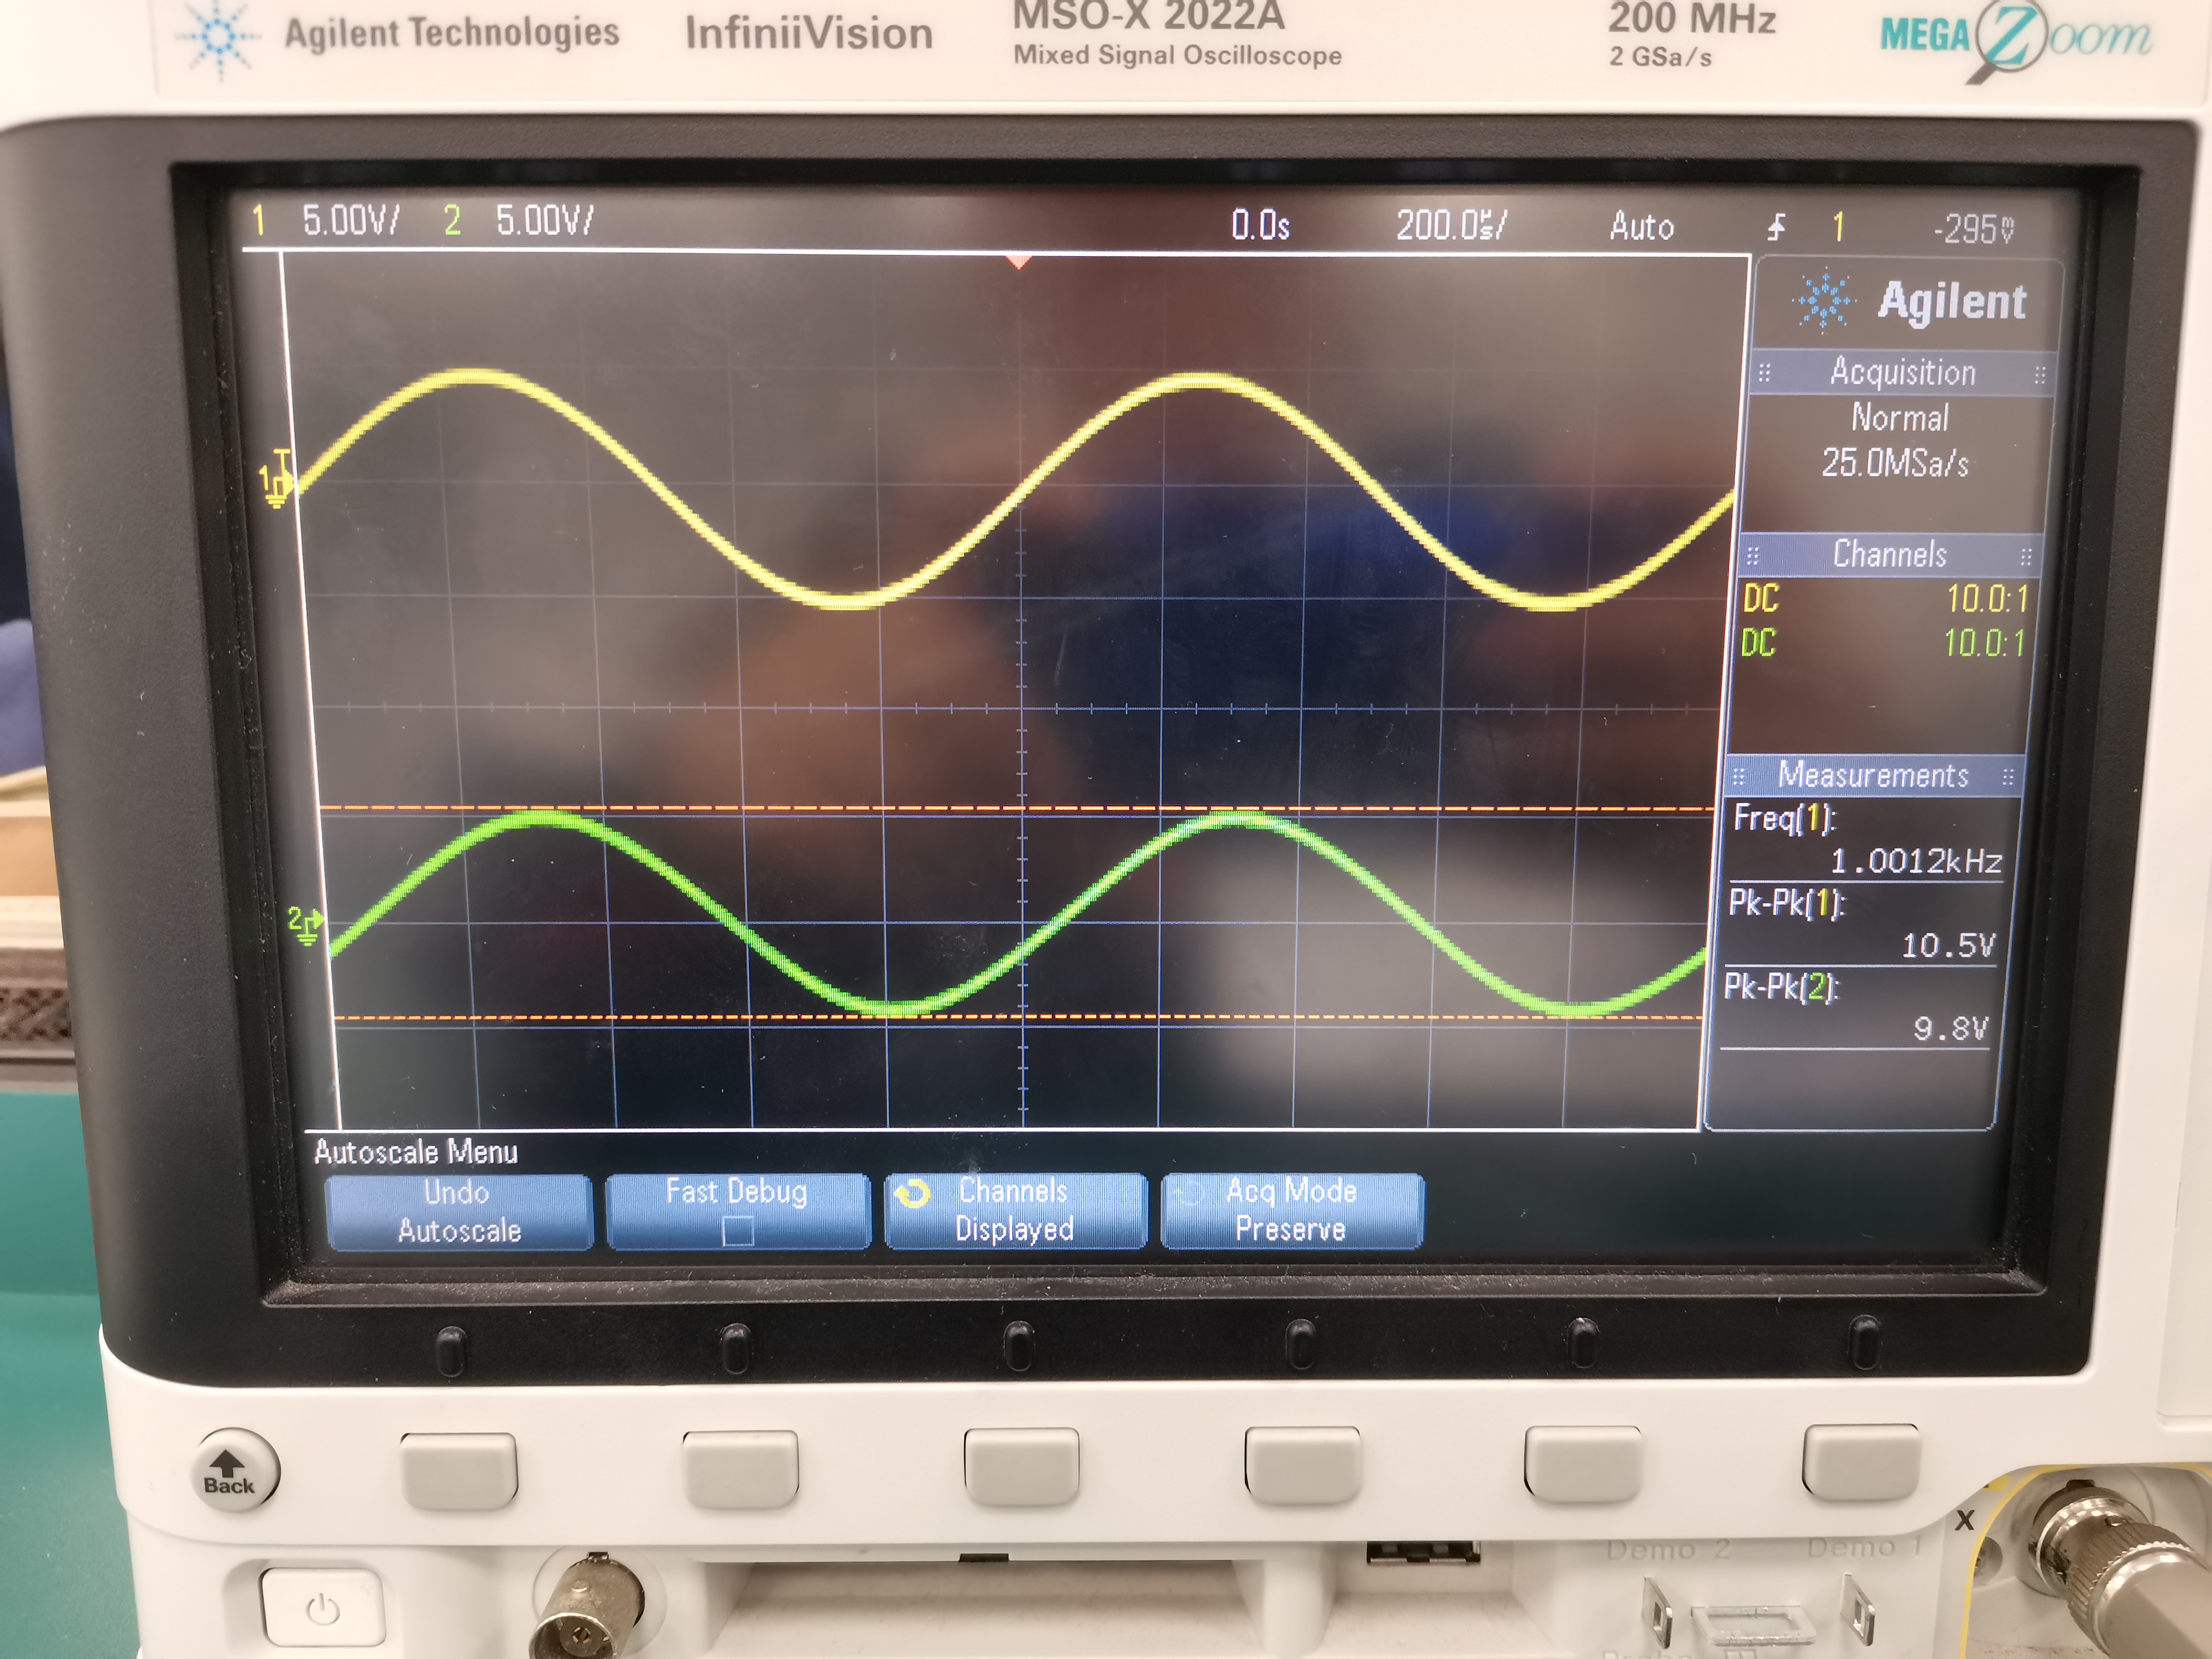 Agilent Technologies InfiniiVision MSO-X 2022A 200 MHz MEGA Zoom
Mixed Signal Oscilloscope 2 GSa/s
1 5.00V/ 2 5.00V/ 0.0s 200.0µs/ Auto 1 -295mV
Agilent
Acquisition
Normal
25.0MSa/s
Channels
DC 10.0:1
DC 10.0:1
Measurements
Freq(1):
1.0012kHz
Pk-Pk(1):
10.5V
Pk-Pk(2):
9.8V
T
1
2
Autoscale Menu
Undo
Autoscale
Fast Debug
Channels
Displayed
Acq Mode
Preserve
Back
X
Demo 2 Demo 1